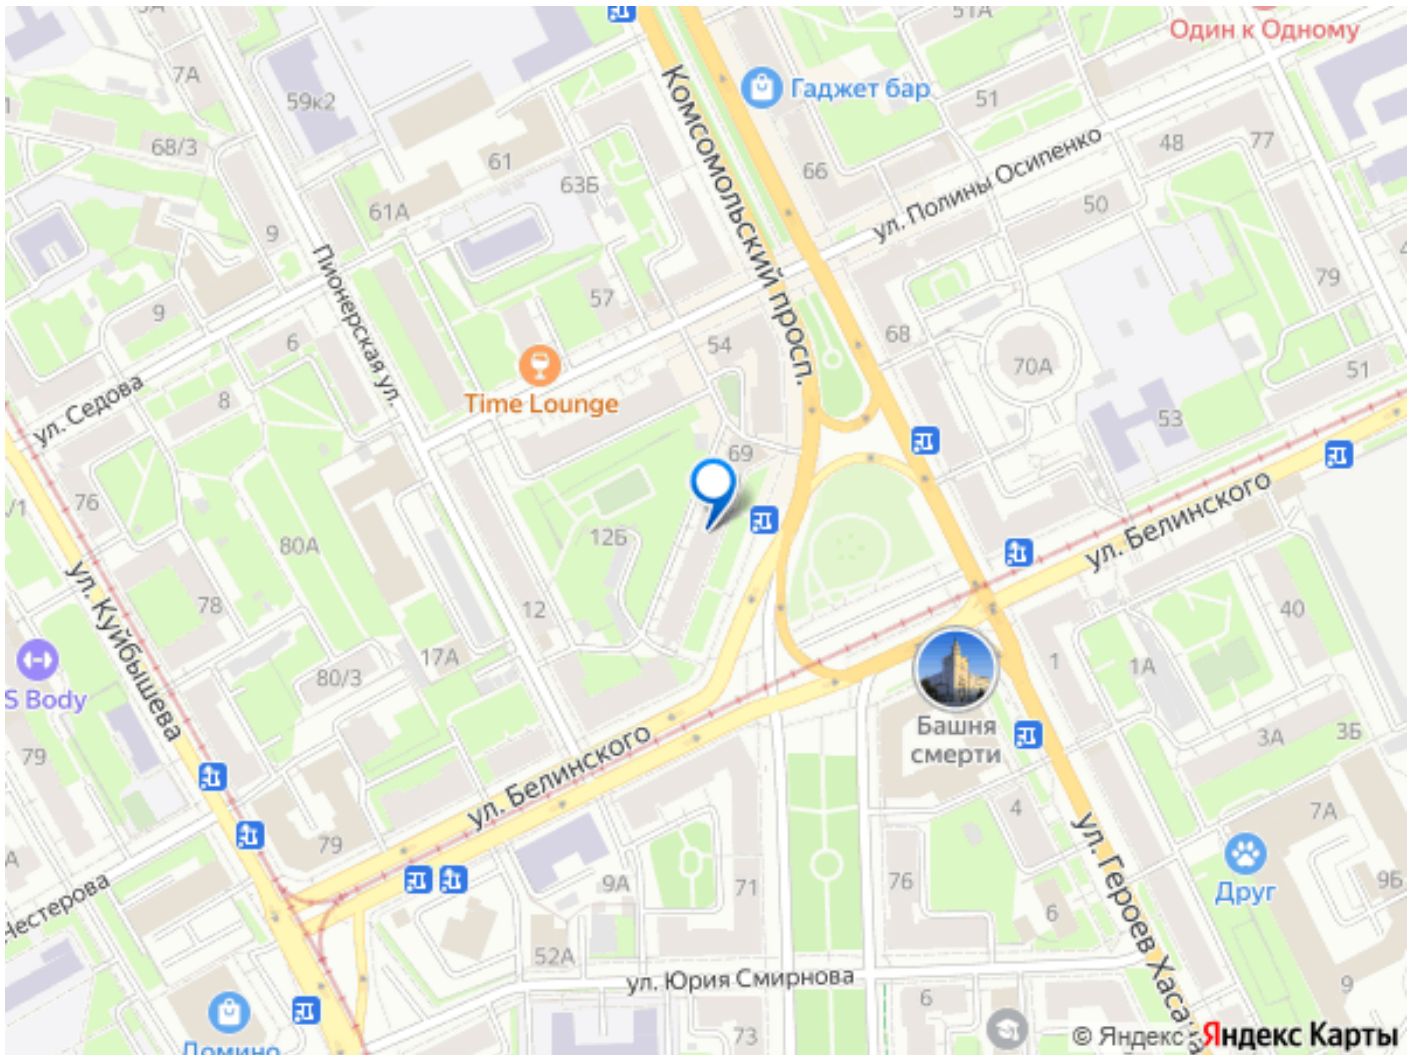 51А
Один к Одному
7А
59к2
Гаджет бар
51
68/3
61
63Б
66
48
77
ул. Полины Осипенко
Комсомольский просп.
61А
50
9
Пионерская ул.
57
79
9
6
54
68
70А
51
Time Lounge
ул. Седова
8
53
69
76
/1
80А
12Б
ул. Белинского
ул. Куйбышева
78
12
40
17А
1
1А
80/3
S Body
79
Башня
смерти
3А
3Б
ул. Белинского
4
7А
79
ул. Героев Хасана
Друг
9А
71
76
9Б
Нестерова
6
52А
ул. Юрия Смирнова
9
6
73
Домино
© Яндекс
Яндекс Карты